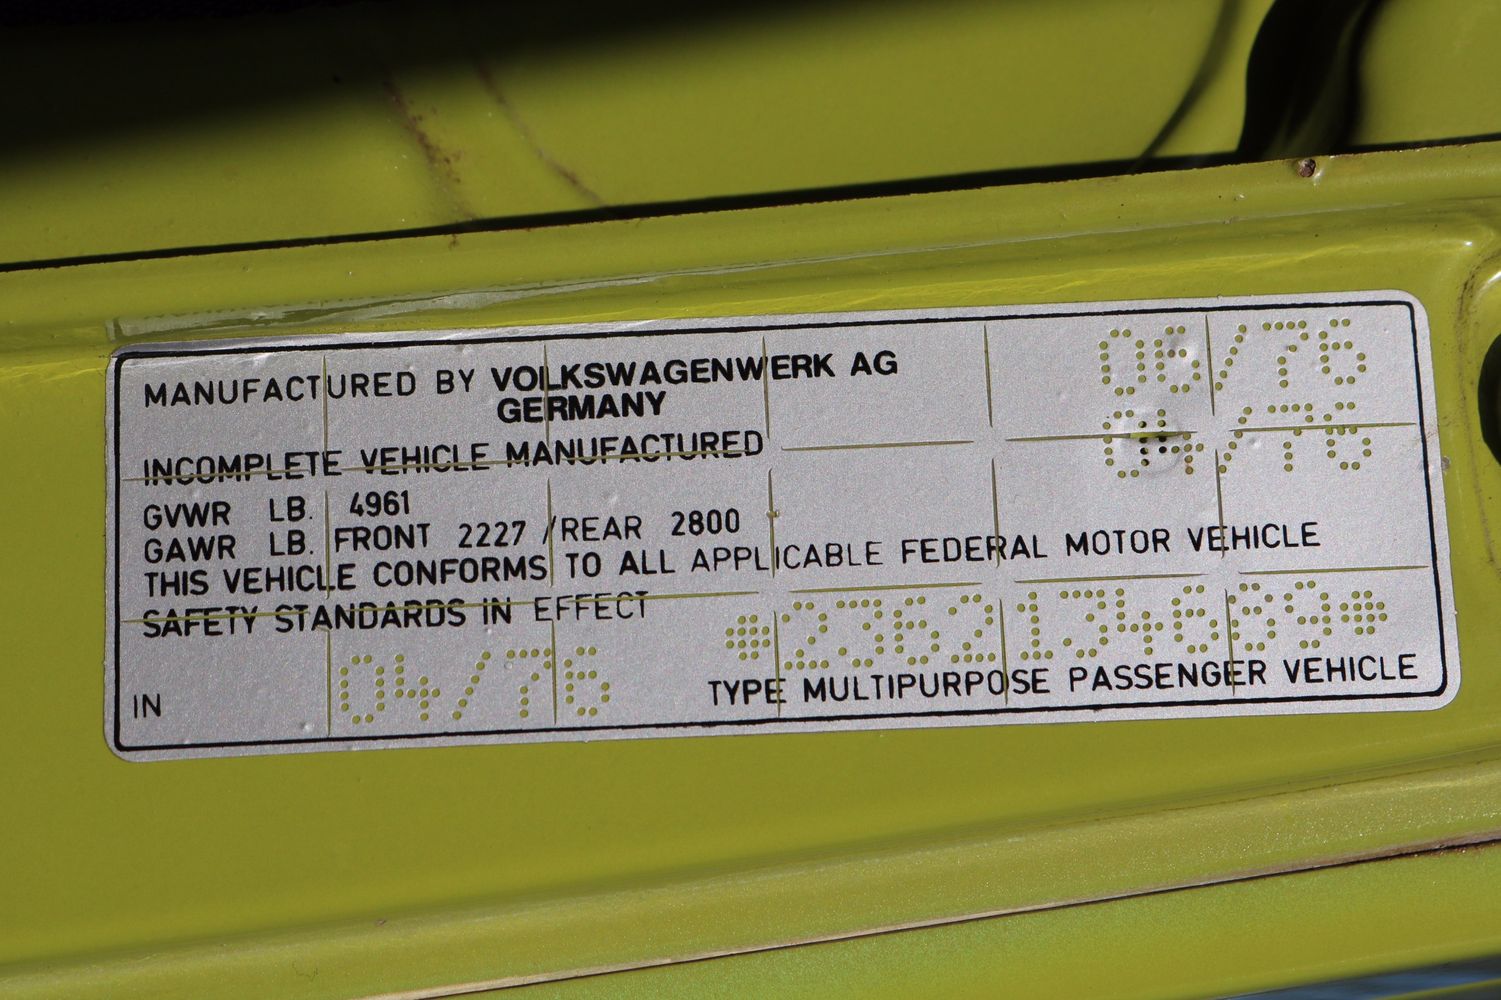 MANUFACTURED BY VOLKSWAGENWERK AG 06/76
GERMANY
INCOMPLETE VEHICLE MANUFACTURED 04/76
GVWR LB. 4961
GAWR LB. FRONT 2227 / REAR 2800
THIS VEHICLE CONFORMS TO ALL APPLICABLE FEDERAL MOTOR VEHICLE
SAFETY STANDARDS IN EFFECT *2362134669*
IN 04/76 TYPE MULTIPURPOSE PASSENGER VEHICLE